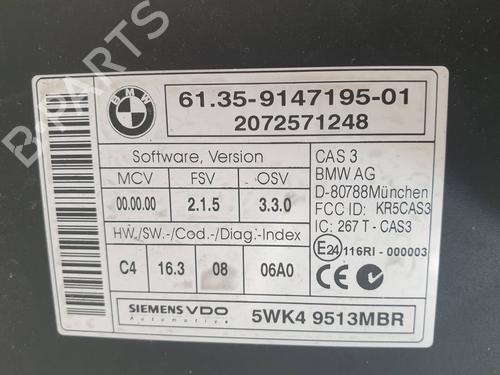 BMW
61.35-9147195-01
2072571248
Software, Version
MCV FSV OSV
00.00.00 2.1.5 3.3.0
HW./SW.-/Cod.-/Diag.-Index
C4 16.3 08 06A0
CAS 3
BMW AG
D-80788München
FCC ID: KR5CAS3
IC: 267 T - CAS3
E24 116RI - 000003
SIEMENS VDO
Automotive
5WK4 9513MBR
B-PARTS